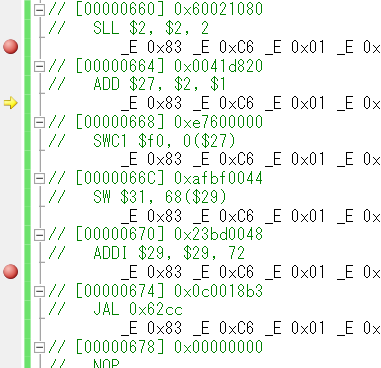 // [00000660] 0x60021080
// SLL $2, $2, 2
_E 0x83 _E 0xC6 _E 0x01 _E 0x
// [00000664] 0x0041d820
// ADD $27, $2, $1
_E 0x83 _E 0xC6 _E 0x01 _E 0x
// [00000668] 0xe7600000
// SWC1 $f0, 0($27)
_E 0x83 _E 0xC6 _E 0x01 _E 0x
// [0000066C] 0xafbf0044
// SW $31, 68($29)
_E 0x83 _E 0xC6 _E 0x01 _E 0x
// [00000670] 0x23bd0048
// ADDI $29, $29, 72
_E 0x83 _E 0xC6 _E 0x01 _E 0x
// [00000674] 0x0c0018b3
// JAL 0x62cc
_E 0x83 _E 0xC6 _E 0x01 _E 0x
// [00000678] 0x00000000
// NOP